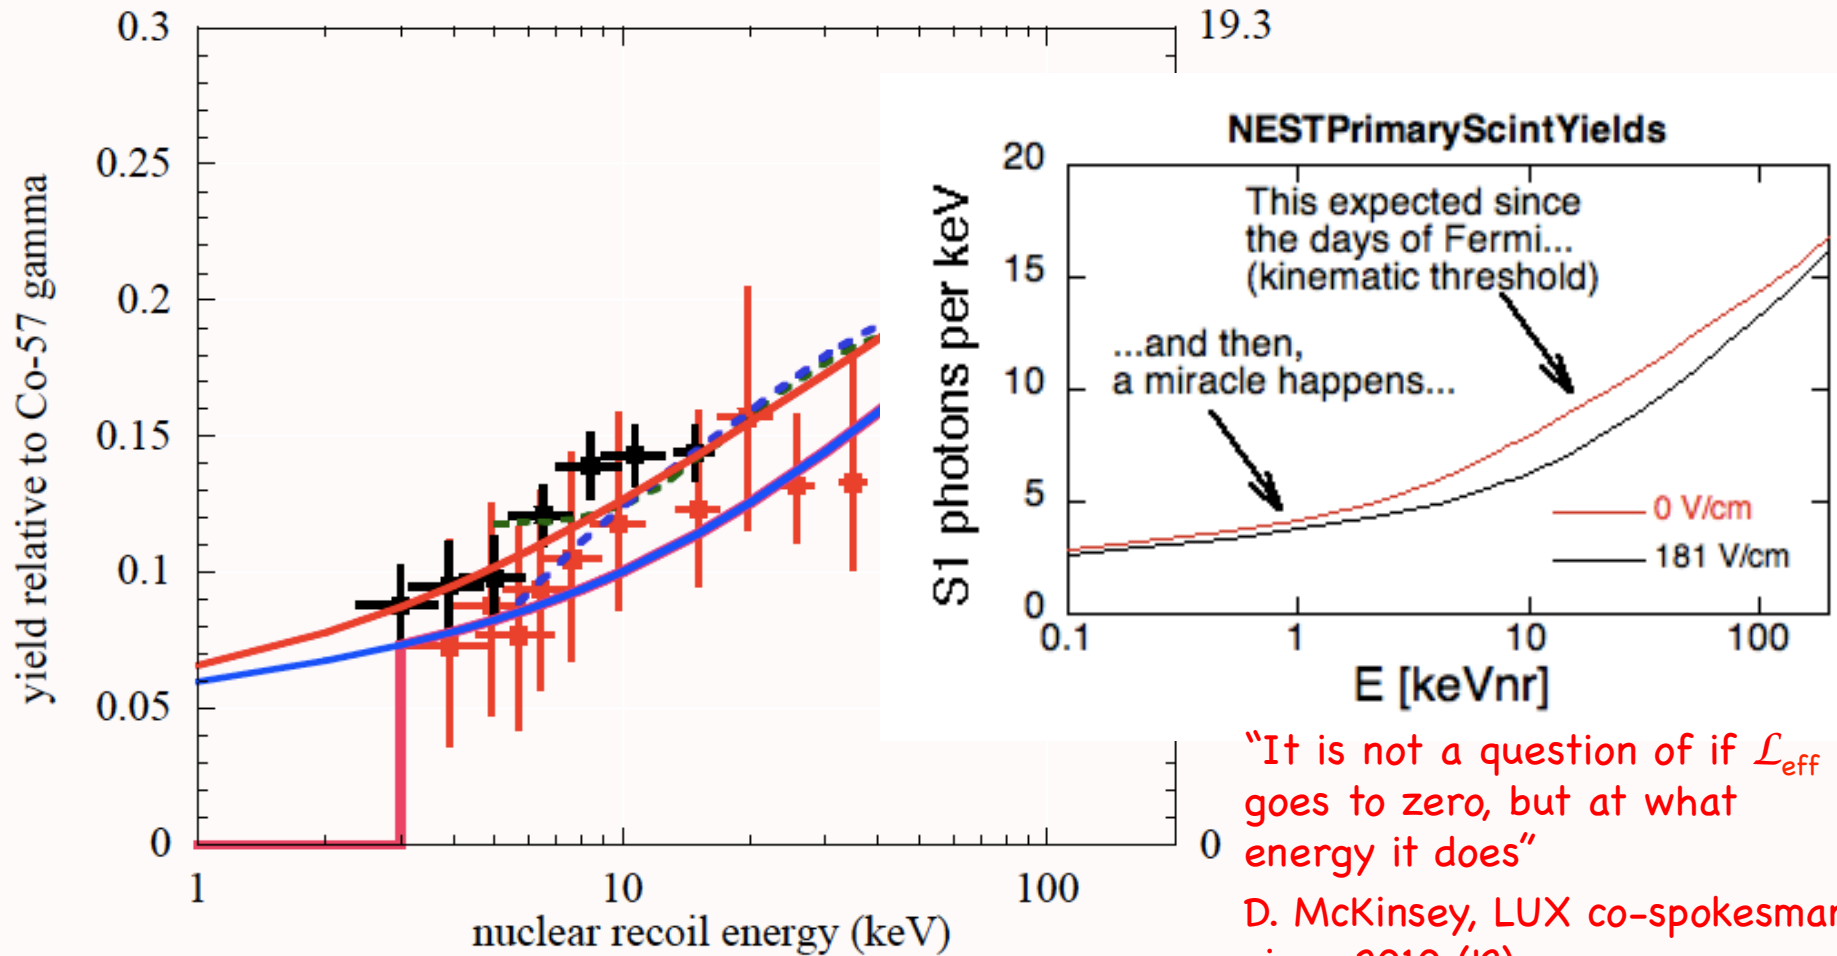 0.3
0.25
0.2
0.15
0.1
0.05
0
yield relative to Co-57 gamma
1
10
100
nuclear recoil energy (keV)
19.3
0
NESTPrimaryScintYields
20
15
10
5
0
S1 photons per keV
This expected since
the days of Fermi...
(kinematic threshold)
...and then,
a miracle happens...
0 V/cm
181 V/cm
0.1
1
10
100
E [keVnr]
“It is not a question of if ℒeff
goes to zero, but at what
energy it does”
D. McKinsey, LUX co-spokesman